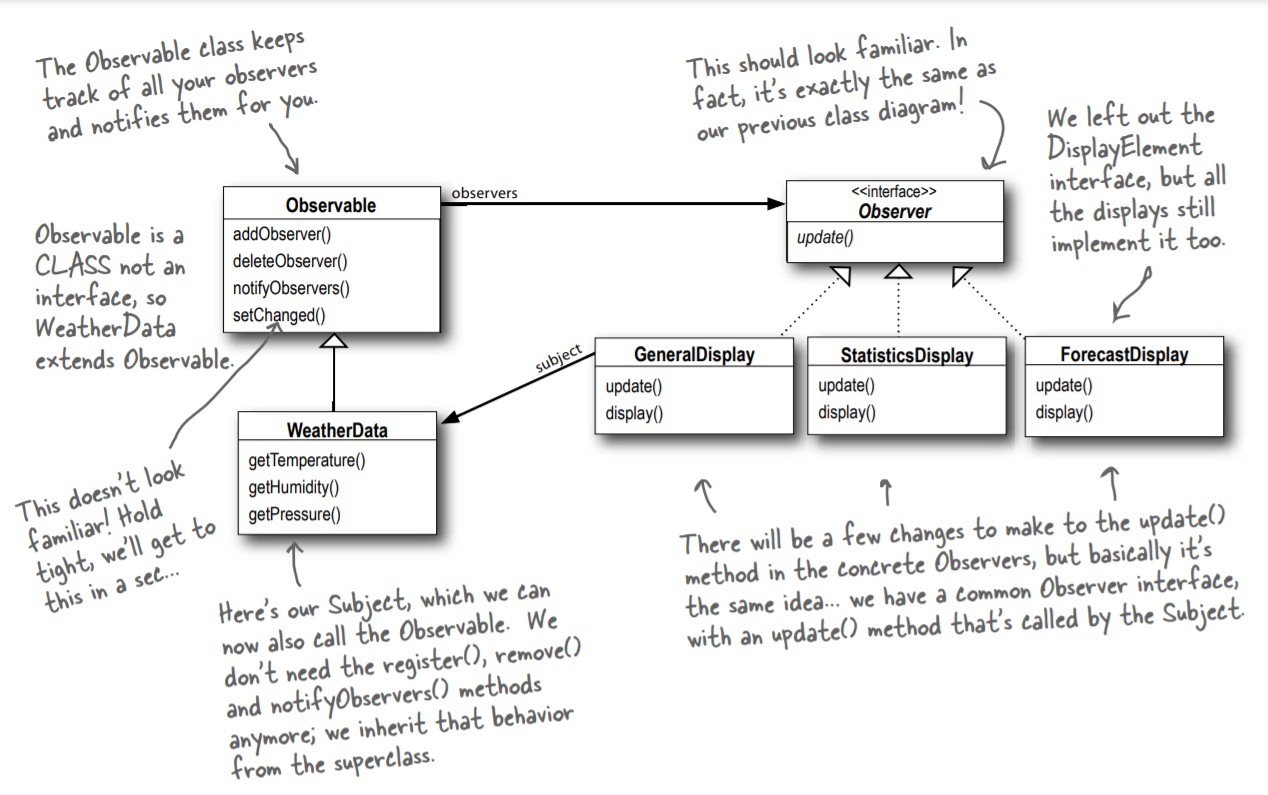 The Observable class keeps
track of all your observers
and notifies them for you.
This should look familiar. In
fact, it's exactly the same as
our previous class diagram!
We left out the
DisplayElement
interface, but all
the displays still
implement it too.
Observable
addObserver()
deleteObserver()
notifyObservers()
setChanged()
observers
<<interface>>
Observer
update()
Observable is a
CLASS not an
interface, so
WeatherData
extends Observable.
subject
GeneralDisplay
update()
display()
StatisticsDisplay
update()
display()
ForecastDisplay
update()
display()
WeatherData
getTemperature()
getHumidity()
getPressure()
This doesn't look
familiar! Hold
tight, we'll get to
this in a sec...
Here's our Subject, which we can
now also call the Observable. We
don't need the register(), remove()
and notifyObservers() methods
anymore; we inherit that behavior
from the superclass.
There will be a few changes to make to the update()
method in the concrete Observers, but basically it's
the same idea... we have a common Observer interface,
with an update() method that's called by the Subject.